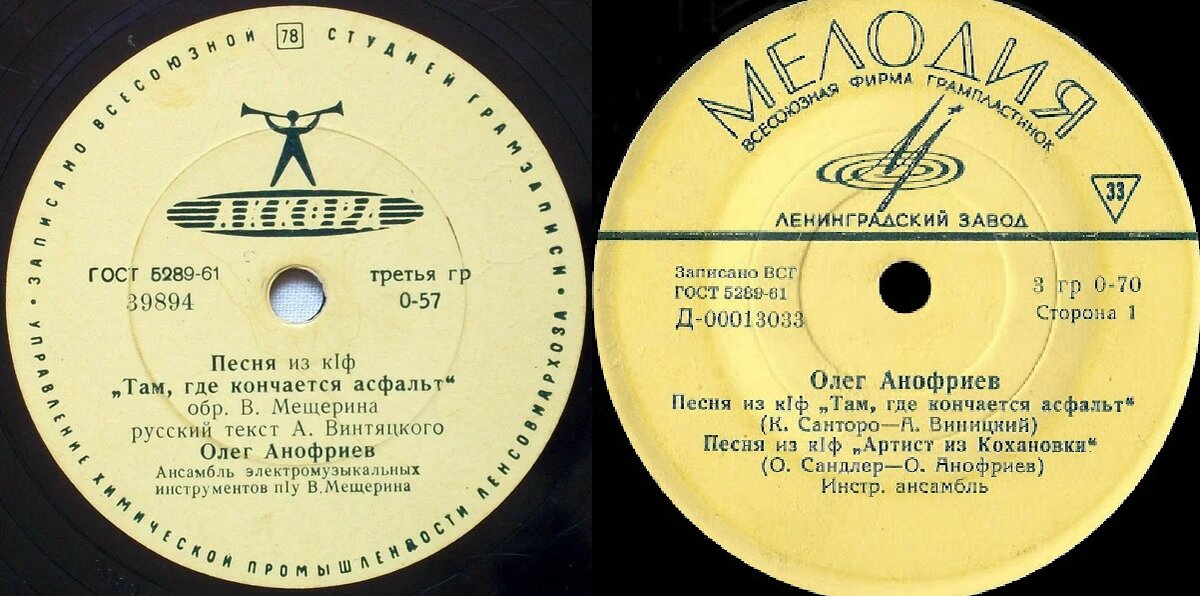 ЗАПИСАНО ВСЕСОЮЗНОЙ 78 СТУДИЕЙ ГРАМЗАПИСИ
УПРАВЛЕНИЕ ХИМИЧЕСКОЙ ПРОМЫШЛЕННОСТИ ЛЕНСОВНАРХОЗА
АККОРД
ГОСТ 5289-61
39894
третья гр
0-57
Песня из к|ф
„Там, где кончается асфальт“
обр. В. Мещерина
русский текст А. Винтяцкого
Олег Анофриев
Ансамбль электромузыкальных
инструментов п|у В. Мещерина
МЕЛОДИЯ
ВСЕСОЮЗНАЯ ФИРМА ГРАМПЛАСТИНОК
ЛЕНИНГРАДСКИЙ ЗАВОД
33
Записано ВСГ
ГОСТ 5289-61
Д-00013033
3 гр 0-70
Сторона 1
Олег Анофриев
Песня из к|ф „Там, где кончается асфальт“
(К. Санторо—А. Виницкий)
Песня из к|ф „Артист из Кохановки“
(О. Сандлер—О. Анофриев)
Инстр. ансамбль